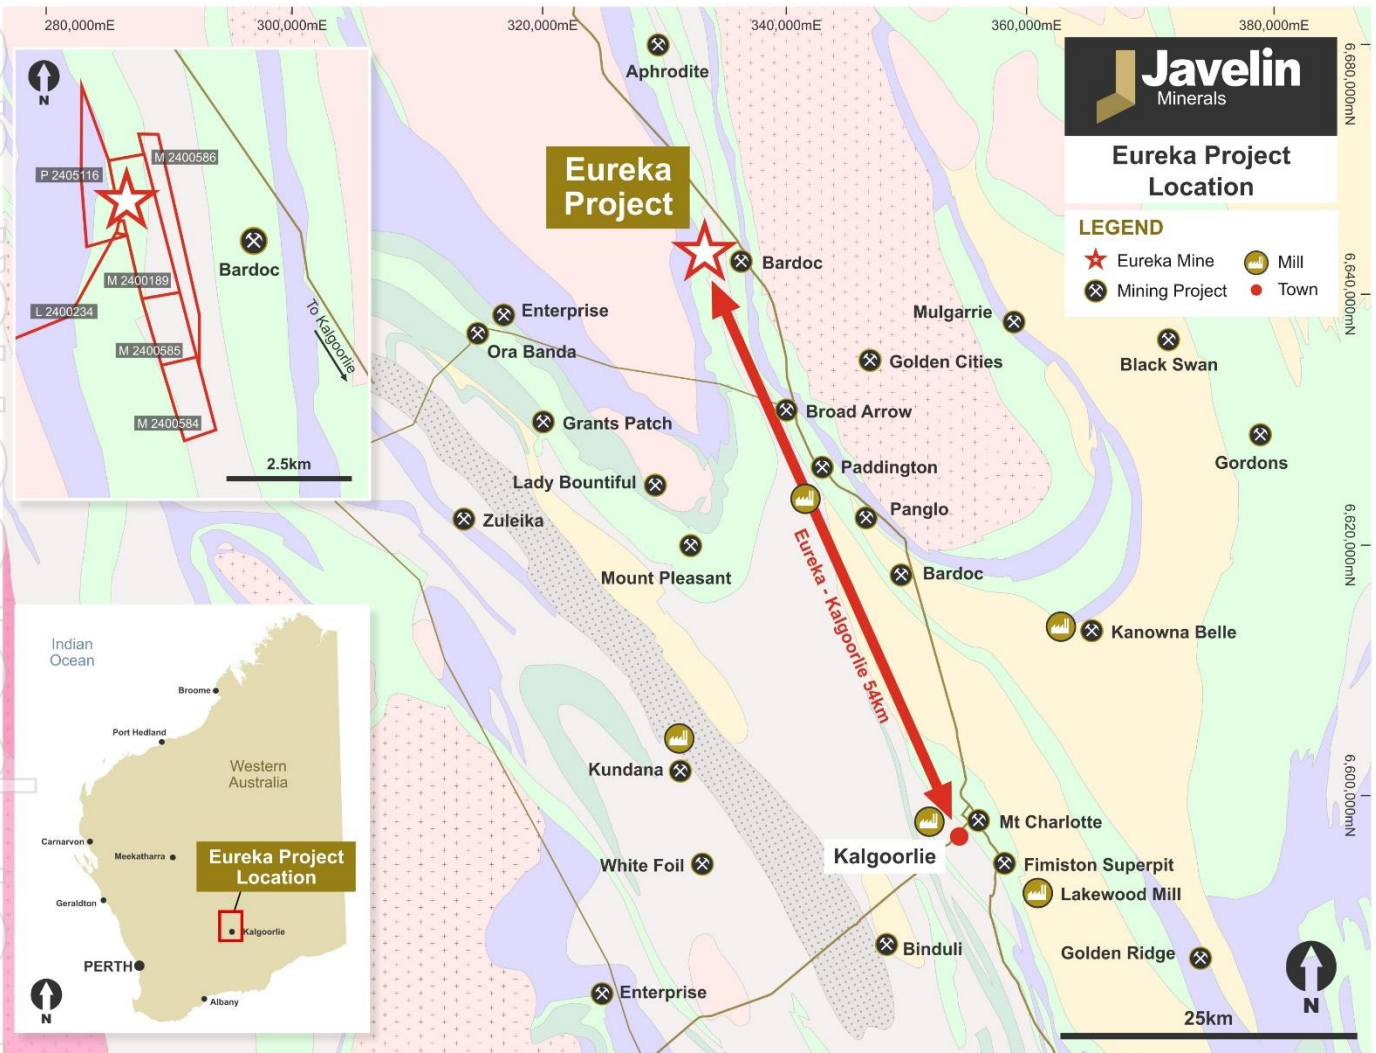 280,000mE
300,000mE
320,000mE
340,000mE
360,000mE
380,000mE
6,680,000mN
6,640,000mN
6,620,000mN
6,600,000mN
Javelin
Minerals
Eureka Project
Location
LEGEND
Eureka Mine
Mill
Mining Project
Town
N
P 2405116
M 2400586
Bardoc
M 2400189
L 2400234
M 2400585
M 2400584
To Kalgoorlie
2.5km
Aphrodite
Eureka
Project
Bardoc
Enterprise
Ora Banda
Mulgarrie
Golden Cities
Black Swan
Broad Arrow
Grants Patch
Gordons
Paddington
Lady Bountiful
Panglo
Zuleika
Mount Pleasant
Bardoc
Kanowna Belle
Eureka - Kalgoorlie 54km
Kundana
Mt Charlotte
Kalgoorlie
White Foil
Fimiston Superpit
Lakewood Mill
Binduli
Golden Ridge
Enterprise
N
25km
Indian
Ocean
Broome
Port Hedland
Western
Australia
Carnarvon
Meekatharra
Eureka Project
Location
Geraldton
Kalgoorlie
PERTH
Albany
N